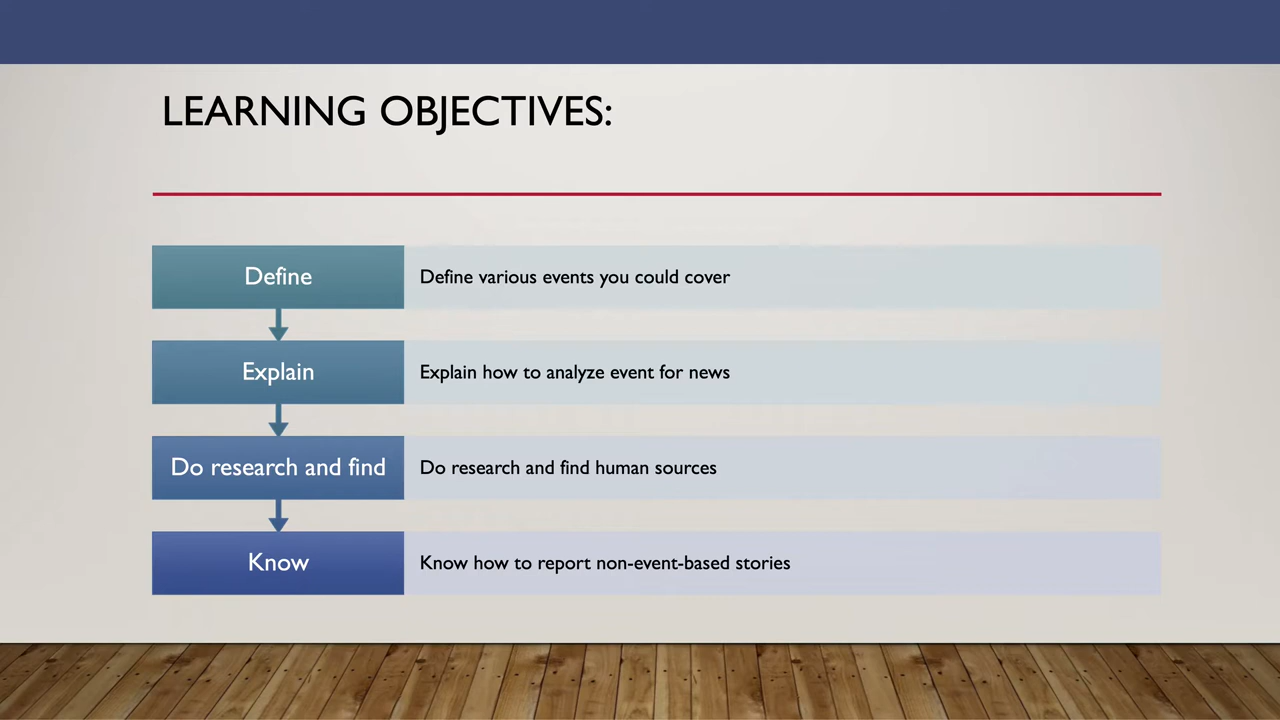 LEARNING OBJECTIVES:
Define
Define various events you could cover
Explain
Explain how to analyze event for news
Do research and find
Do research and find human sources
Know
Know how to report non-event-based stories